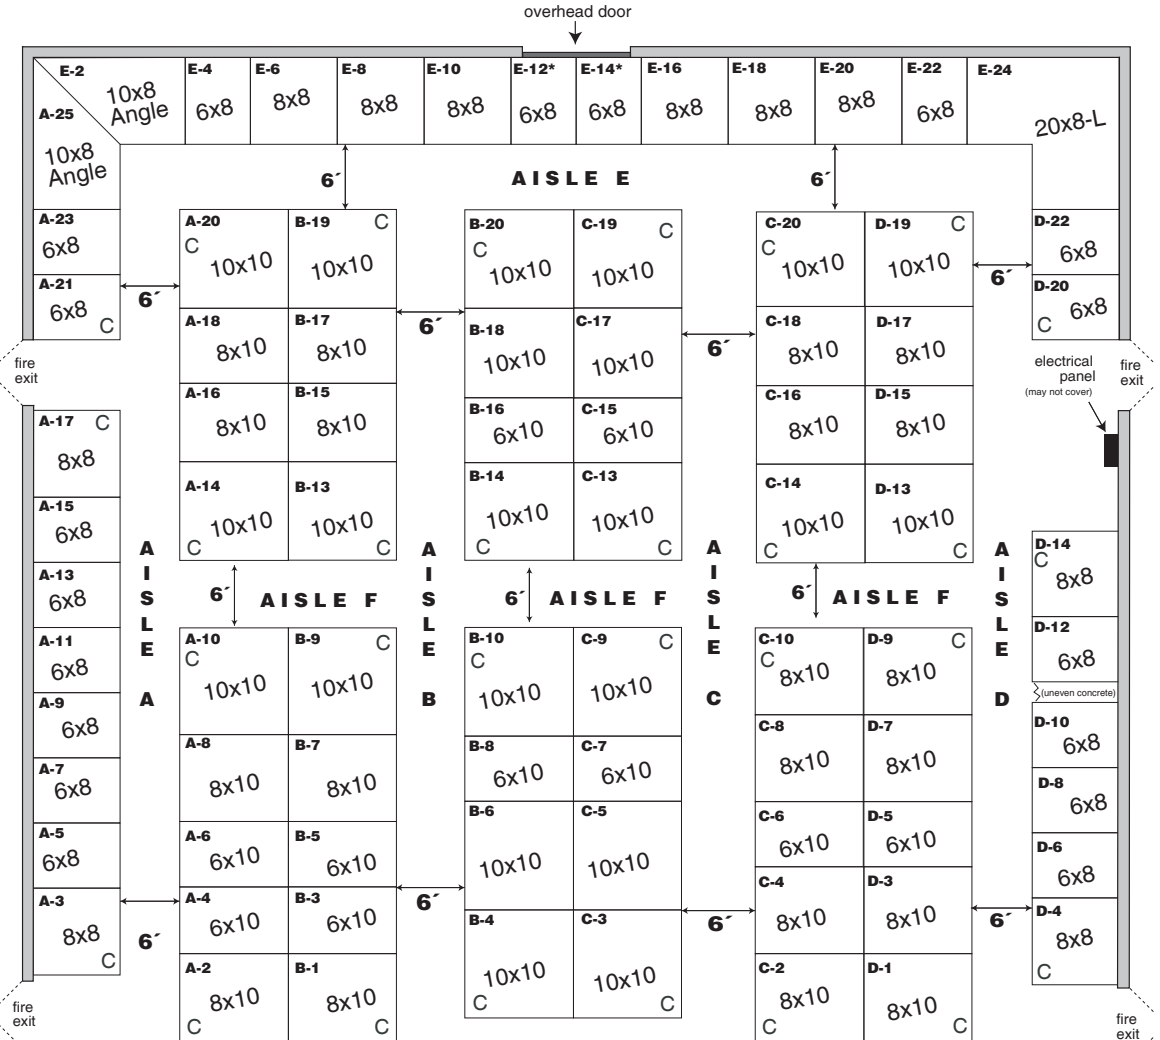 overhead door
E-2
10x8
Angle
E-4
6x8
E-6
8x8
E-8
8x8
E-10
8x8
E-12*
6x8
E-14*
6x8
E-16
8x8
E-18
8x8
E-20
8x8
E-22
6x8
E-24
20x8-L
A-25
10x8
Angle
A-23
6x8
A-21
6x8
C
fire
exit
A-17
C
8x8
A-15
6x8
A-13
6x8
A-11
6x8
A-9
6x8
A-7
6x8
A-5
6x8
A-3
8x8
C
fire
exit
6´
AISLE E
6´
6´
AISLE
A
6´
A-20
C
10x10
B-19
C
10x10
A-18
8x10
B-17
8x10
A-16
8x10
B-15
8x10
A-14
10x10
C
B-13
10x10
C
6´
AISLE F
A-10
C
10x10
B-9
C
10x10
A-8
8x10
B-7
8x10
A-6
6x10
B-5
6x10
A-4
6x10
B-3
6x10
A-2
8x10
C
B-1
8x10
C
6´
AISLE
B
6´
B-20
C
10x10
C-19
C
10x10
B-18
10x10
C-17
10x10
B-16
6x10
C-15
6x10
B-14
10x10
C
C-13
10x10
C
6´
AISLE F
B-10
C
10x10
C-9
C
10x10
B-8
6x10
C-7
6x10
B-6
10x10
C-5
10x10
B-4
10x10
C
C-3
10x10
C
6´
AISLE
C
6´
C-20
C
10x10
D-19
C
10x10
C-18
8x10
D-17
8x10
C-16
8x10
D-15
8x10
C-14
10x10
C
D-13
10x10
C
6´
AISLE F
C-10
C
8x10
D-9
C
8x10
C-8
8x10
D-7
8x10
C-6
6x10
D-5
6x10
C-4
8x10
D-3
8x10
C-2
8x10
C
D-1
8x10
C
6´
AISLE
D
6´
D-22
6x8
D-20
6x8
C
electrical
panel
(may not cover)
fire
exit
D-14
C
8x8
D-12
6x8
(uneven concrete)
D-10
6x8
D-8
6x8
D-6
6x8
D-4
8x8
C
fire
exit